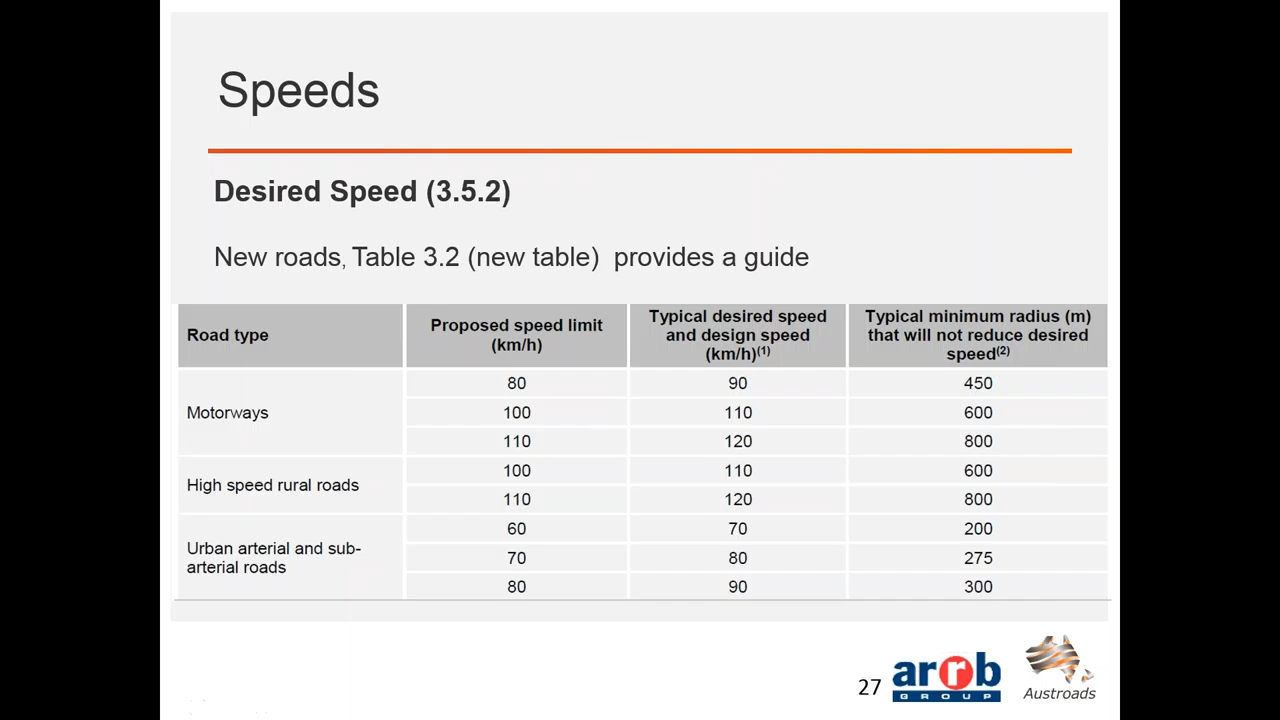 Speeds
Desired Speed (3.5.2)
New roads, Table 3.2 (new table)  provides a guide
Road type
Proposed speed limit
(km/h)
Typical desired speed
and design speed
(km/h)(1)
Typical minimum radius (m)
that will not reduce desired
speed(2)
Motorways
80 90 450
100 110 600
110 120 800
High speed rural roads
100 110 600
110 120 800
Urban arterial and sub-
arterial roads
60 70 200
70 80 275
80 90 300
27
arrb
GROUP
Austroads